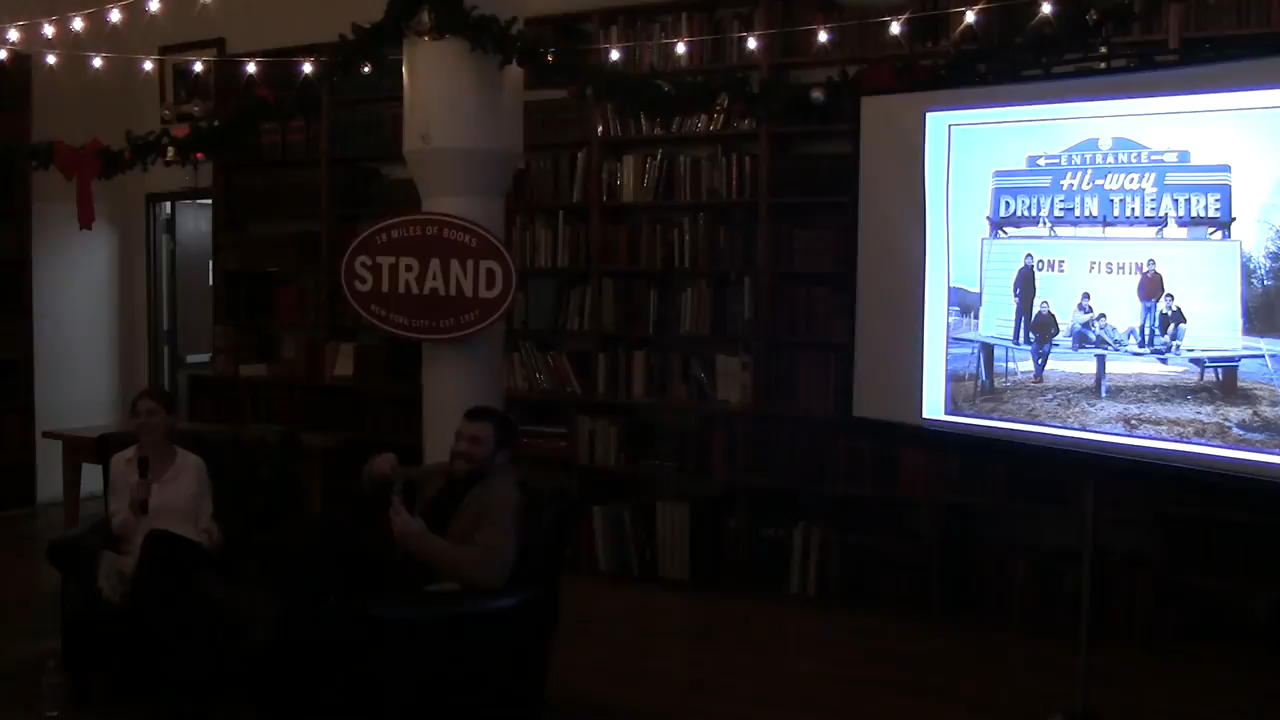 18 MILES OF BOOKS
STRAND
NEW YORK CITY • EST. 1927
ENTRANCE
Hi-way
DRIVE-IN THEATRE
ONE FISHIN